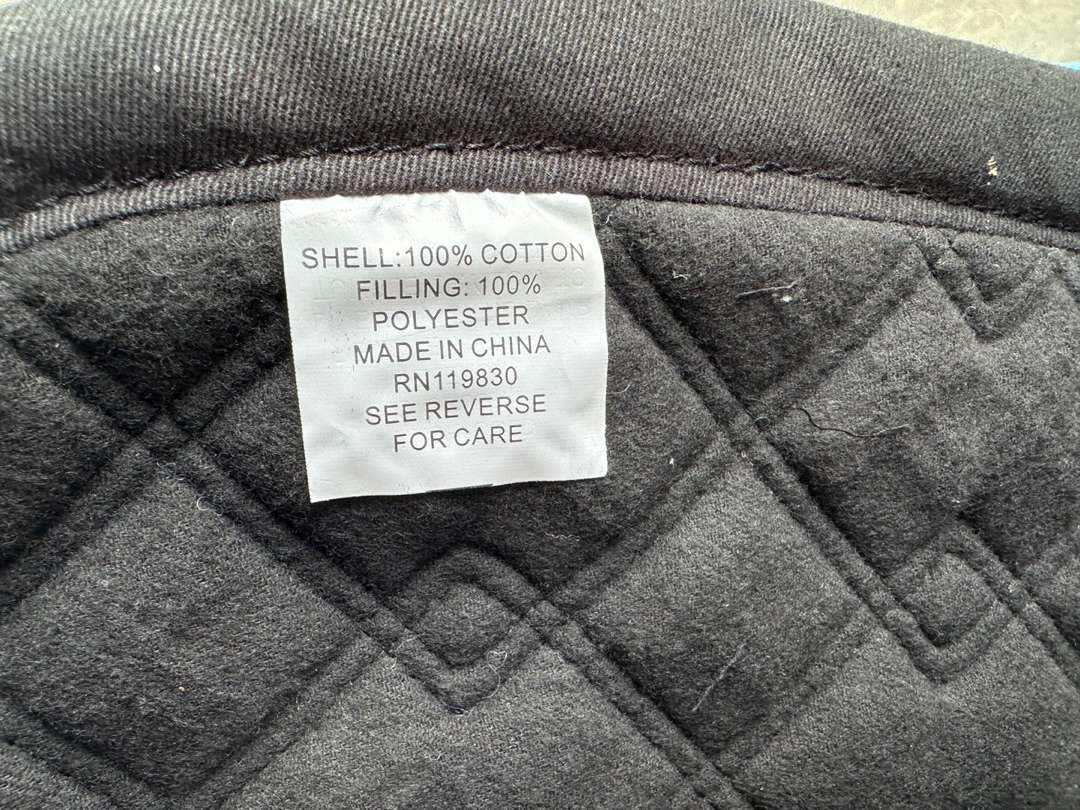 SHELL:100% COTTON
FILLING: 100%
POLYESTER
MADE IN CHINA
RN119830
SEE REVERSE
FOR CARE